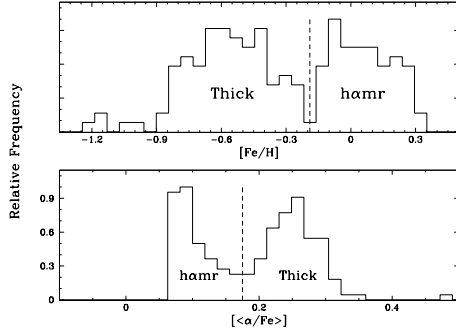 Relative Frequency
Thick hαmr
−1.2 −0.9 −0.6 −0.3 0 0.3
[Fe/H]
0.9
0.6
0.3
0
hαmr Thick
0 0.2 0.4
[<α/Fe>]